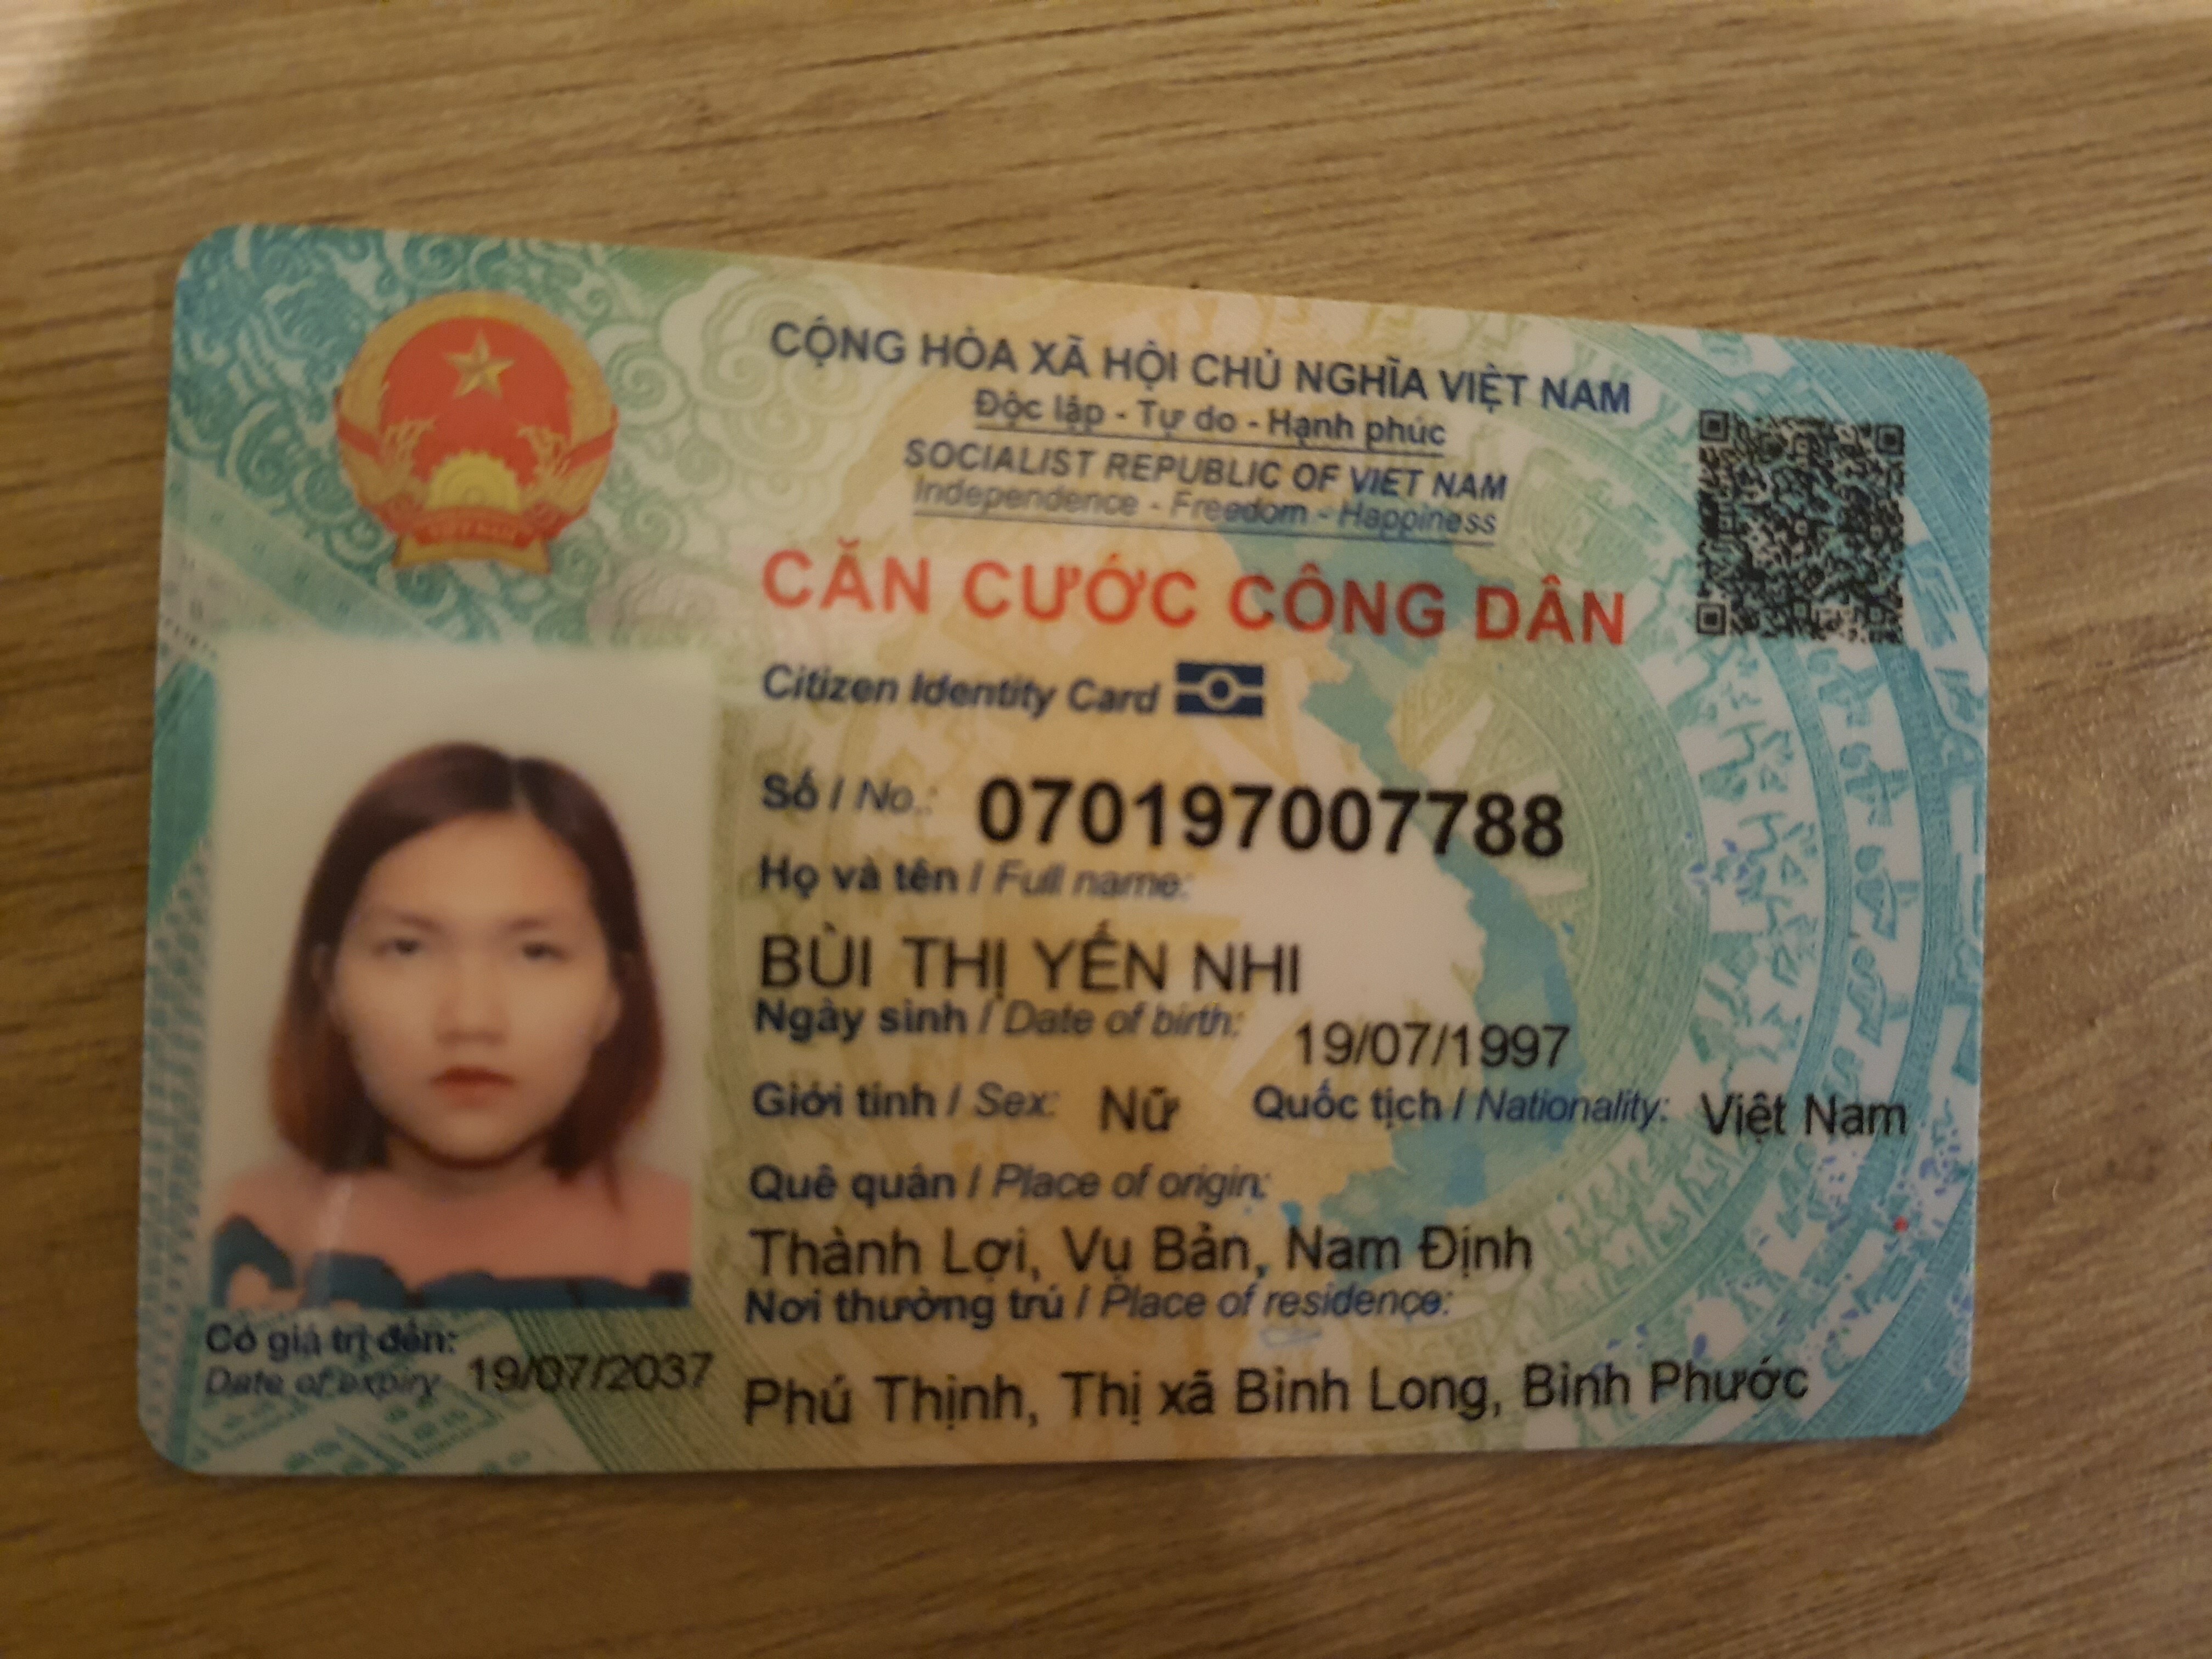 CỘNG HÒA XÃ HỘI CHỦ NGHĨA VIỆT NAM
Độc lập - Tự do - Hạnh phúc
SOCIALIST REPUBLIC OF VIET NAM
Independence - Freedom - Happiness
CĂN CƯỚC CÔNG DÂN
Citizen Identity Card
Số / No.: 070197007788
Họ và tên / Full name:
BÙI THỊ YẾN NHI
Ngày sinh / Date of birth: 19/07/1997
Giới tính / Sex: Nữ Quốc tịch / Nationality: Việt Nam
Quê quán / Place of origin:
Thành Lợi, Vụ Bản, Nam Định
Nơi thường trú / Place of residence:
Phú Thịnh, Thị xã Bình Long, Bình Phước
Có giá trị đến:
Date of expiry 19/07/2037